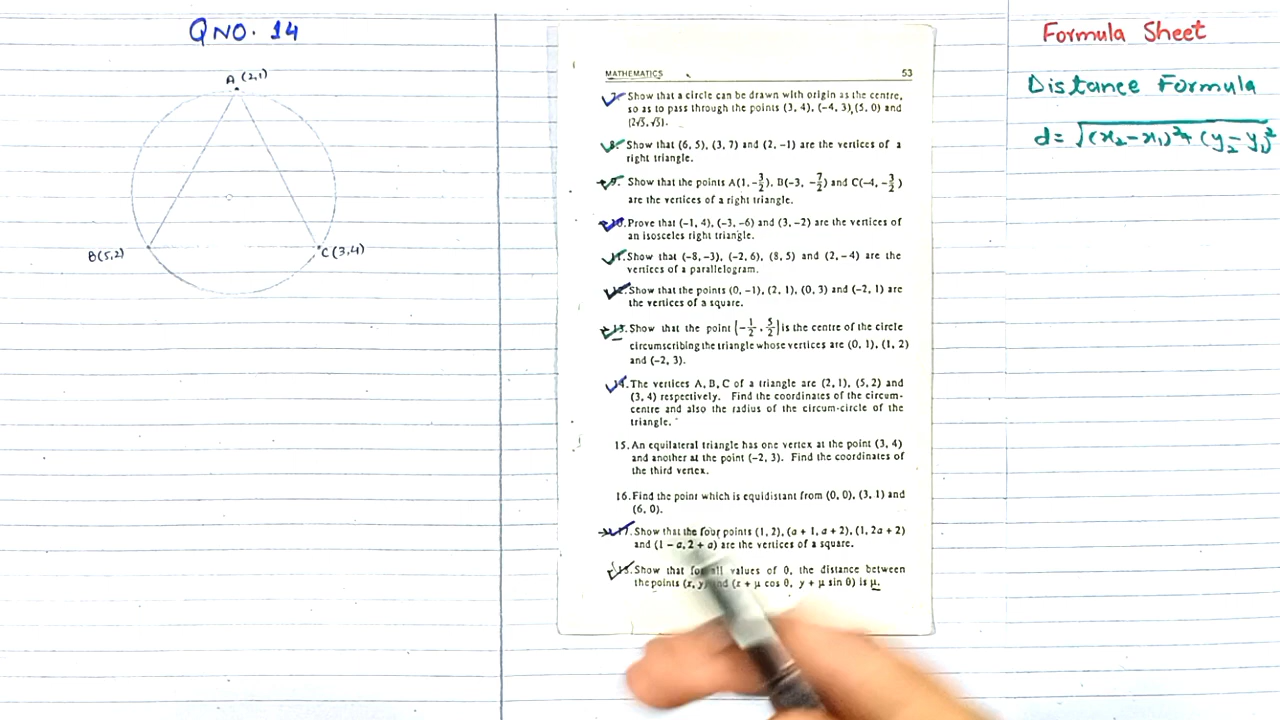 QNO. 14
A (2,1)
B(5,2)
C(3,4)
MATHEMATICS 53
7. Show that a circle can be drawn with origin as the centre,
so as to pass through the points (3, 4), (−4, 3), (5, 0) and
(2√5, √5).
8. Show that (6, 5), (3, 7) and (2, −1) are the vertices of a
right triangle.
9. Show that the points A(1, −3/2), B(−3, −7/2) and C(−4, −3/2)
are the vertices of a right triangle.
10. Prove that (−1, 4), (−3, −6) and (3, −2) are the vertices of
an isosceles right triangle.
11. Show that (−8, −3), (−2, 6), (8, 5) and (2, −4) are the
vertices of a parallelogram.
12. Show that the points (0, −1), (2, 1), (0, 3) and (−2, 1) are
the vertices of a square.
13. Show that the point (−1/2, 5/2) is the centre of the circle
circumscribing the triangle whose vertices are (0, 1), (1, 2)
and (−2, 3).
14. The vertices A, B, C of a triangle are (2, 1), (5, 2) and
(3, 4) respectively. Find the coordinates of the circum-
centre and also the radius of the circum-circle of the
triangle.
15. An equilateral triangle has one vertex at the point (3, 4)
and another at the point (−2, 3). Find the coordinates of
the third vertex.
16. Find the point which is equidistant from (0, 0), (3, 1) and
(6, 0).
17. Show that the four points (1, 2), (a + 1, a + 2), (1, 2a + 2)
and (1 − a, 2 + a) are the vertices of a square.
18. Show that for all values of θ, the distance between
the points (x, y) and (x + μ cos θ, y + μ sin θ) is μ.
Formula Sheet
Distance Formula
d = √(x₂ − x₁)² + (y₂ − y₁)²